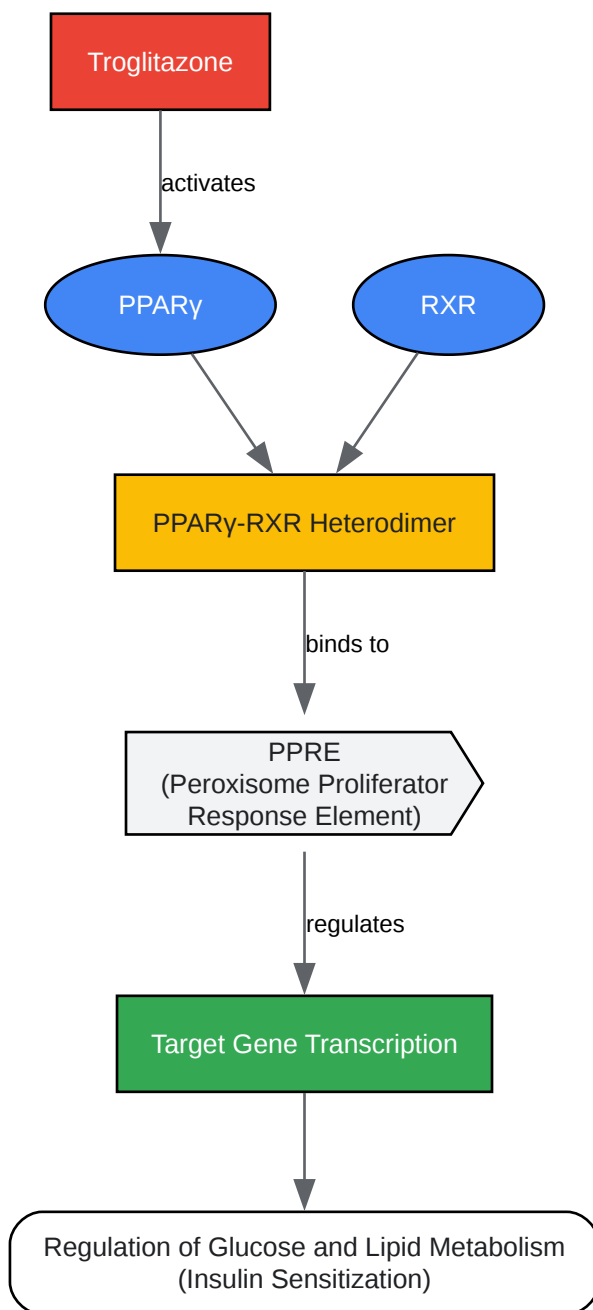 Troglitazone
activates
PPARγ
RXR
PPARγ-RXR Heterodimer
binds to
PPRE
(Peroxisome Proliferator
Response Element)
regulates
Target Gene Transcription
Regulation of Glucose and Lipid Metabolism
(Insulin Sensitization)